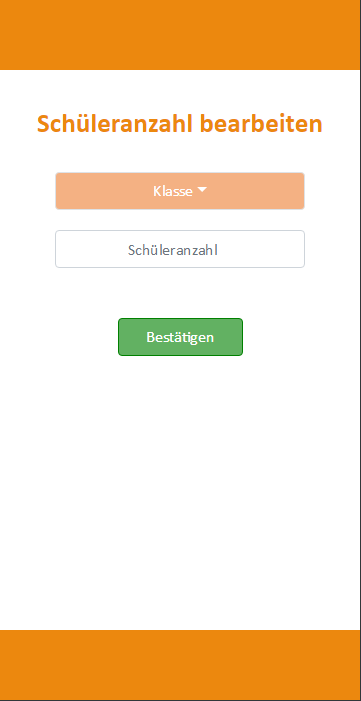 Schüleranzahl bearbeiten
Klasse
Schüleranzahl
Bestätigen